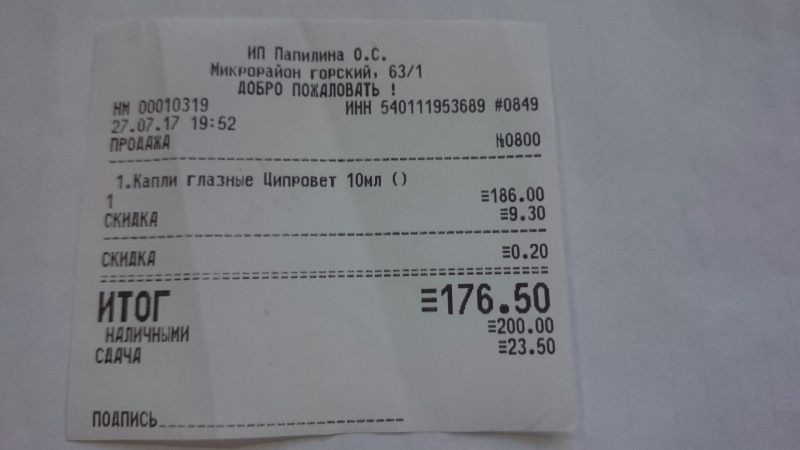 ИП Папилина О.С.
Микрорайон горский, 63/1
ДОБРО ПОЖАЛОВАТЬ !
НМ 00010319 ИНН 540111953689 #0849
27.07.17 19:52
ПРОДАЖА №0800
1.Капли глазные Ципровет 10мл ()
1 ≡186.00
СКИДКА ≡9.30
СКИДКА ≡0.20
ИТОГ ≡176.50
НАЛИЧНЫМИ ≡200.00
СДАЧА ≡23.50
ПОДПИСЬ